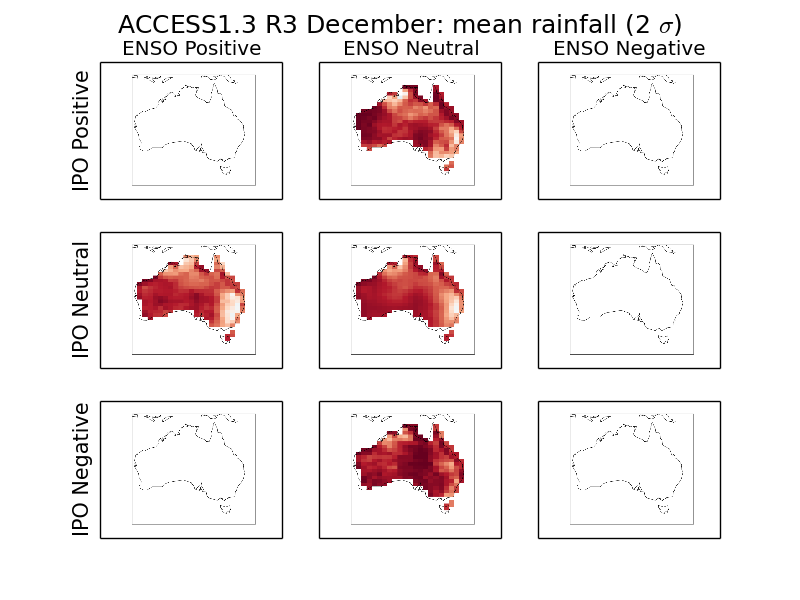 ACCESS1.3 R3 December: mean rainfall (2 σ)
ENSO Positive ENSO Neutral ENSO Negative
IPO Positive
IPO Neutral
IPO Negative